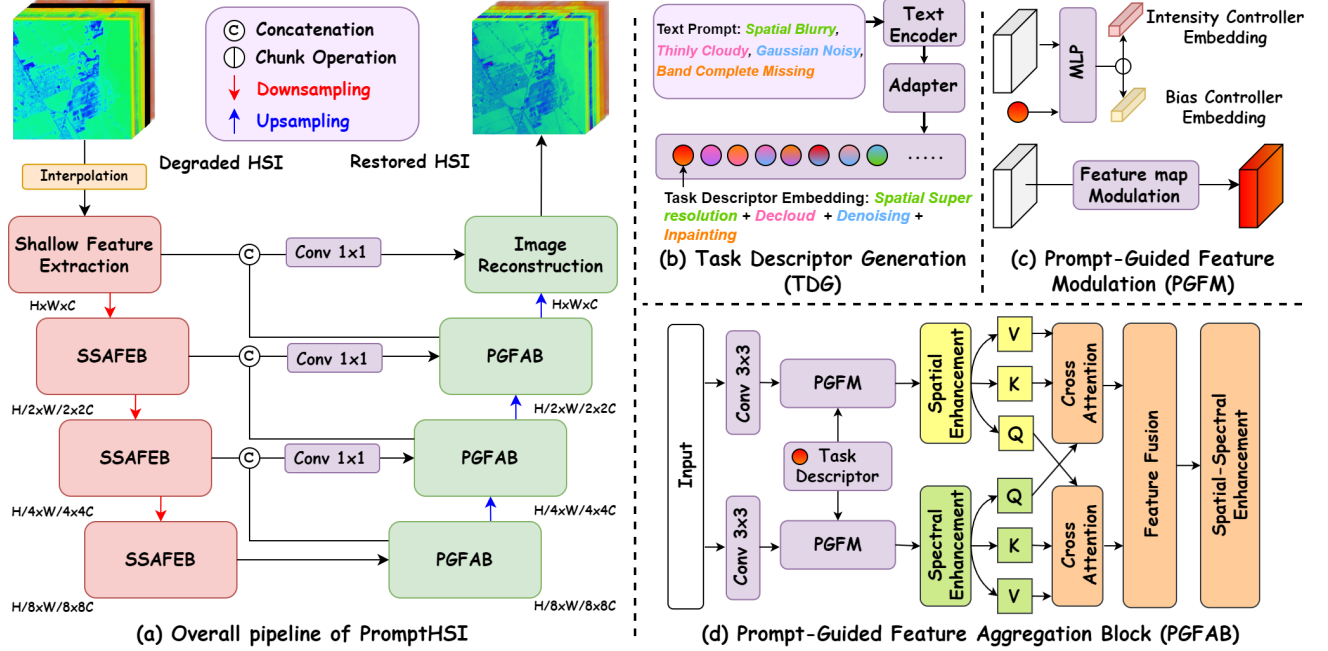 C Concatenation
Chunk Operation
Downsampling
Upsampling
Degraded HSI
Restored HSI
Interpolation
Shallow Feature
Extraction
C
Conv 1x1
Image
Reconstruction
HxWxC
HxWxC
SSAFEB
C
Conv 1x1
PGFAB
H/2xW/2x2C
H/2xW/2x2C
SSAFEB
C
Conv 1x1
PGFAB
H/4xW/4x4C
H/4xW/4x4C
SSAFEB
PGFAB
H/8xW/8x8C
H/8xW/8x8C
(a) Overall pipeline of PromptHSI
Text Prompt: Spatial Blurry,
Thinly Cloudy, Gaussian Noisy,
Band Complete Missing
Text
Encoder
Adapter
.....
Task Descriptor Embedding: Spatial Super
resolution + Decloud + Denoising +
Inpainting
(b) Task Descriptor Generation
(TDG)
MLP
Intensity Controller
Embedding
Bias Controller
Embedding
Feature map
Modulation
(c) Prompt-Guided Feature
Modulation (PGFM)
Input
Conv 3x3
Conv 3x3
PGFM
Task
Descriptor
PGFM
Spatial
Enhancement
Spectral
Enhancement
V
K
Q
Q
K
V
Cross
Attention
Cross
Attention
Feature Fusion
Spatial-Spectral
Enhancement
(d) Prompt-Guided Feature Aggregation Block (PGFAB)